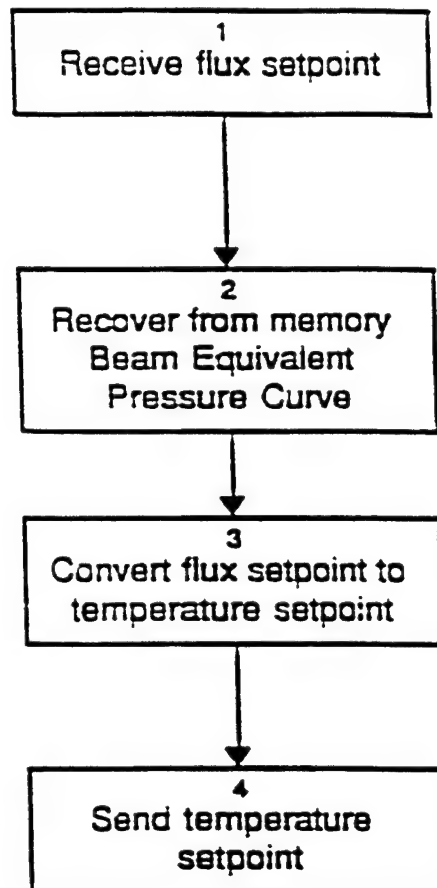 1
Receive flux setpoint
2
Recover from memory
Beam Equivalent
Pressure Curve
3
Convert flux setpoint to
temperature setpoint
4
Send temperature
setpoint